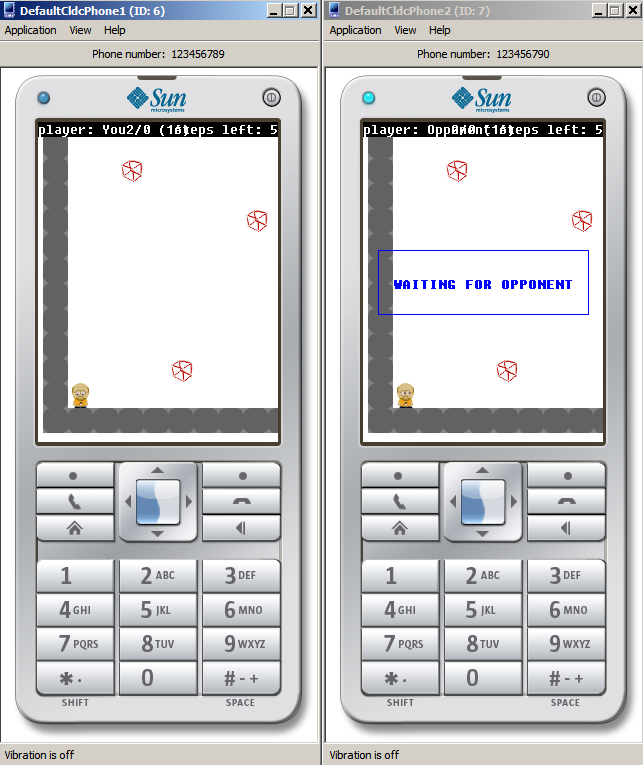 DefaultCldcPhone1 (ID: 6)
Application View Help
Phone number: 123456789
Sun
microsystems
player: You2/0 steps left: 5
1
2 ABC
3 DEF
4 GHI
5 JKL
6 MNO
7 PQRS
8 TUV
9 WXYZ
* .
0
# - +
SHIFT
SPACE
Vibration is off
DefaultCldcPhone2 (ID: 7)
Application View Help
Phone number: 123456790
Sun
microsystems
player: steps left: 5
WAITING FOR OPPONENT
1
2 ABC
3 DEF
4 GHI
5 JKL
6 MNO
7 PQRS
8 TUV
9 WXYZ
* .
0
# - +
SHIFT
SPACE
Vibration is off